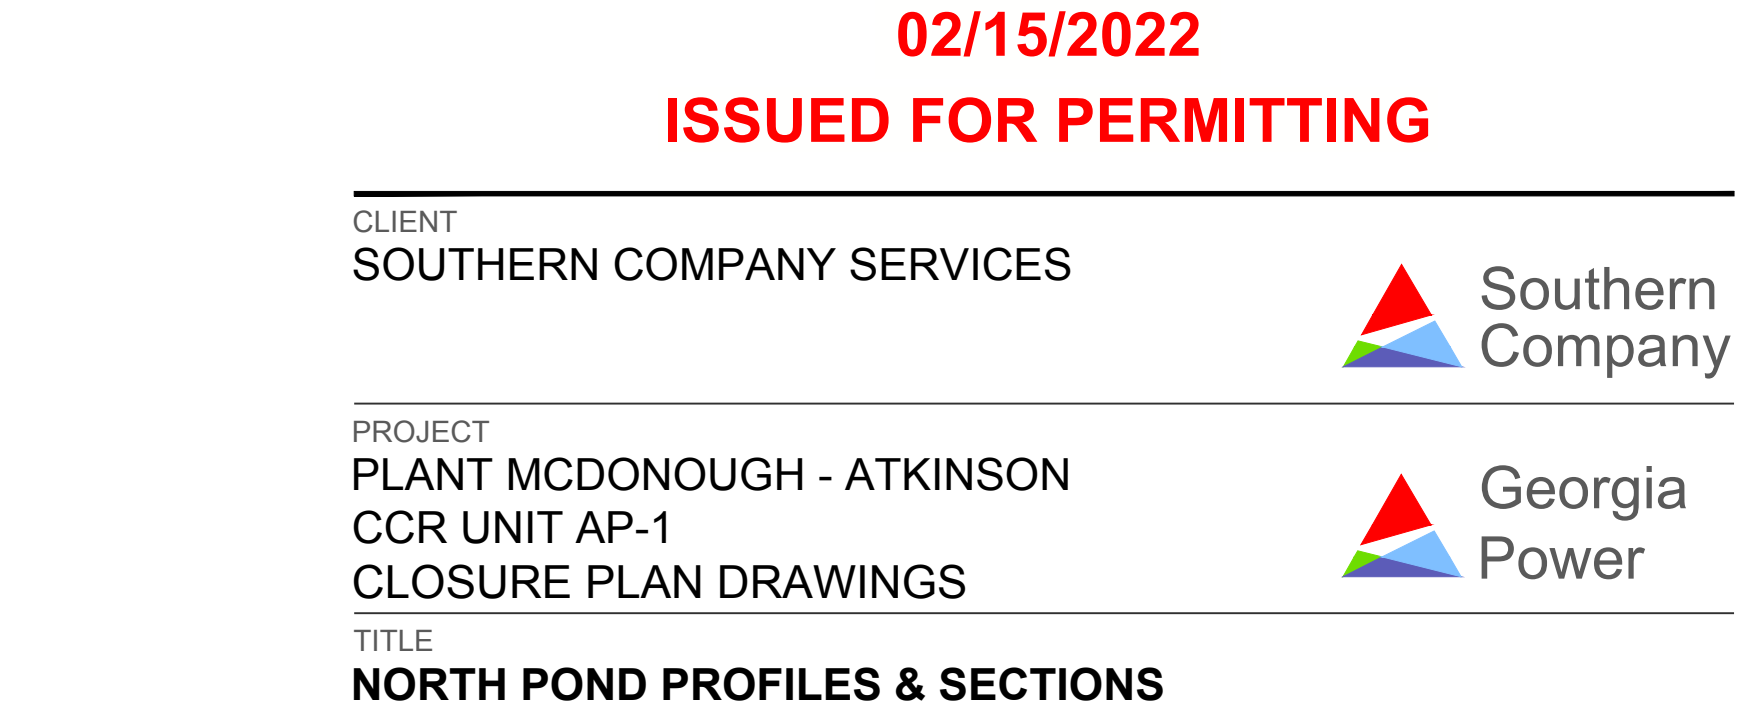 02/15/2022
ISSUED FOR PERMITTING
CLIENT
SOUTHERN COMPANY SERVICES
Southern
Company
PROJECT
PLANT MCDONOUGH - ATKINSON
CCR UNIT AP-1
CLOSURE PLAN DRAWINGS
Georgia
Power
TITLE
NORTH POND PROFILES & SECTIONS